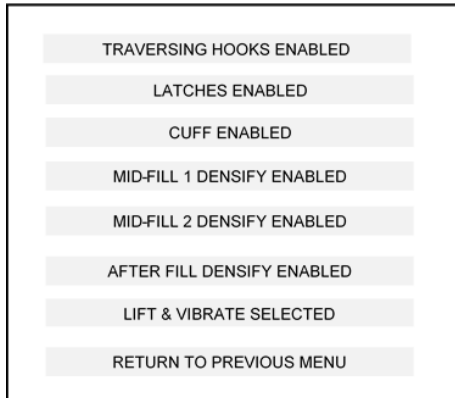 TRAVERSING HOOKS ENABLED
LATCHES ENABLED
CUFF ENABLED
MID-FILL 1 DENSIFY ENABLED
MID-FILL 2 DENSIFY ENABLED
AFTER FILL DENSIFY ENABLED
LIFT & VIBRATE SELECTED
RETURN TO PREVIOUS MENU